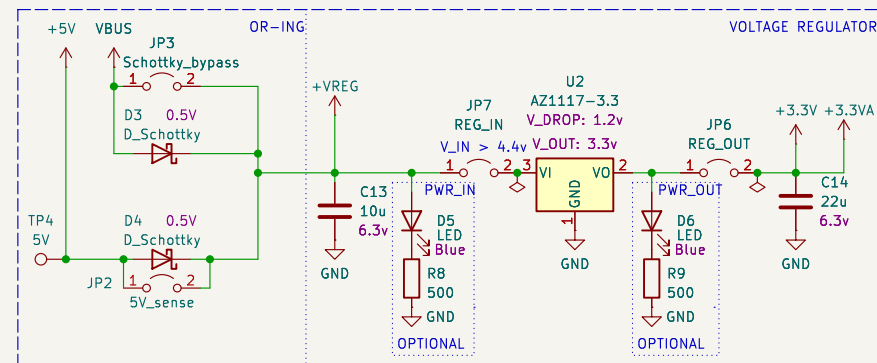 OR-ING
VOLTAGE REGULATOR
+5V
VBUS
JP3
Schottky_bypass
1 2
D3 0.5V
D_Schottky
D4 0.5V
D_Schottky
TP4
5V
JP2
1 2
5V_sense
+VREG
C13
10u
6.3v
GND
JP7
REG_IN
V_IN > 4.4v
1 2
PWR_IN
D5
LED
Blue
R8
500
GND
OPTIONAL
U2
AZ1117-3.3
V_DROP: 1.2v
V_OUT: 3.3v
3 VI VO 2
GND
1
GND
JP6
REG_OUT
1 2
PWR_OUT
D6
LED
Blue
R9
500
GND
OPTIONAL
+3.3V
+3.3VA
C14
22u
6.3v
GND